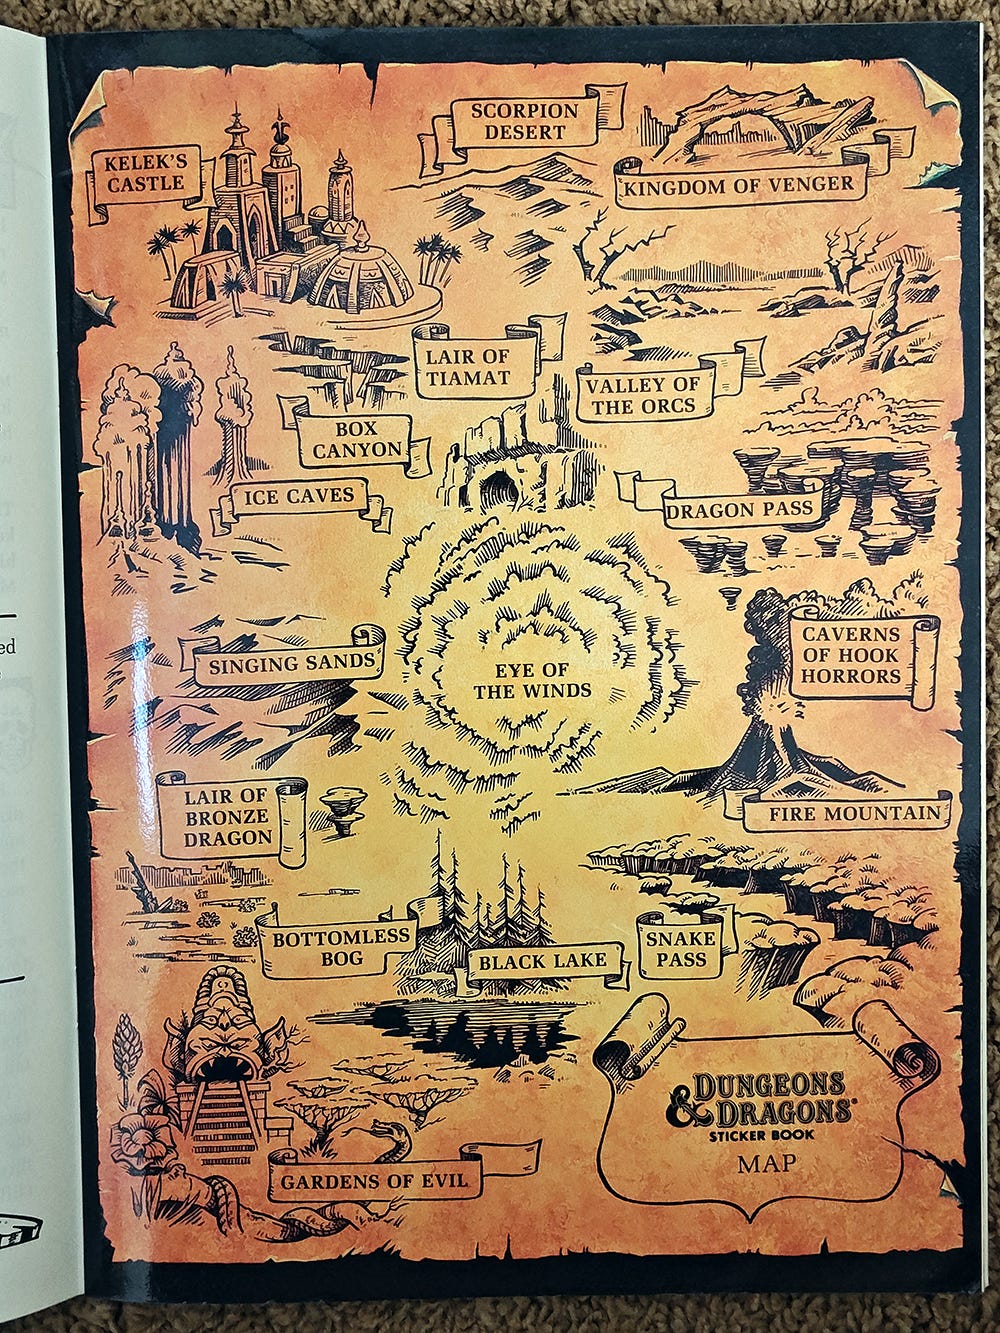 KELEK'S
CASTLE
SCORPION
DESERT
KINGDOM OF VENGER
LAIR OF
TIAMAT
VALLEY OF
THE ORCS
BOX
CANYON
ICE CAVES
DRAGON PASS
ed
SINGING SANDS
EYE OF
THE WINDS
CAVERNS
OF HOOK
HORRORS
LAIR OF
BRONZE
DRAGON
FIRE MOUNTAIN
BOTTOMLESS
BOG
BLACK LAKE
SNAKE
PASS
DUNGEONS
& DRAGONS®
STICKER BOOK
MAP
GARDENS OF EVIL